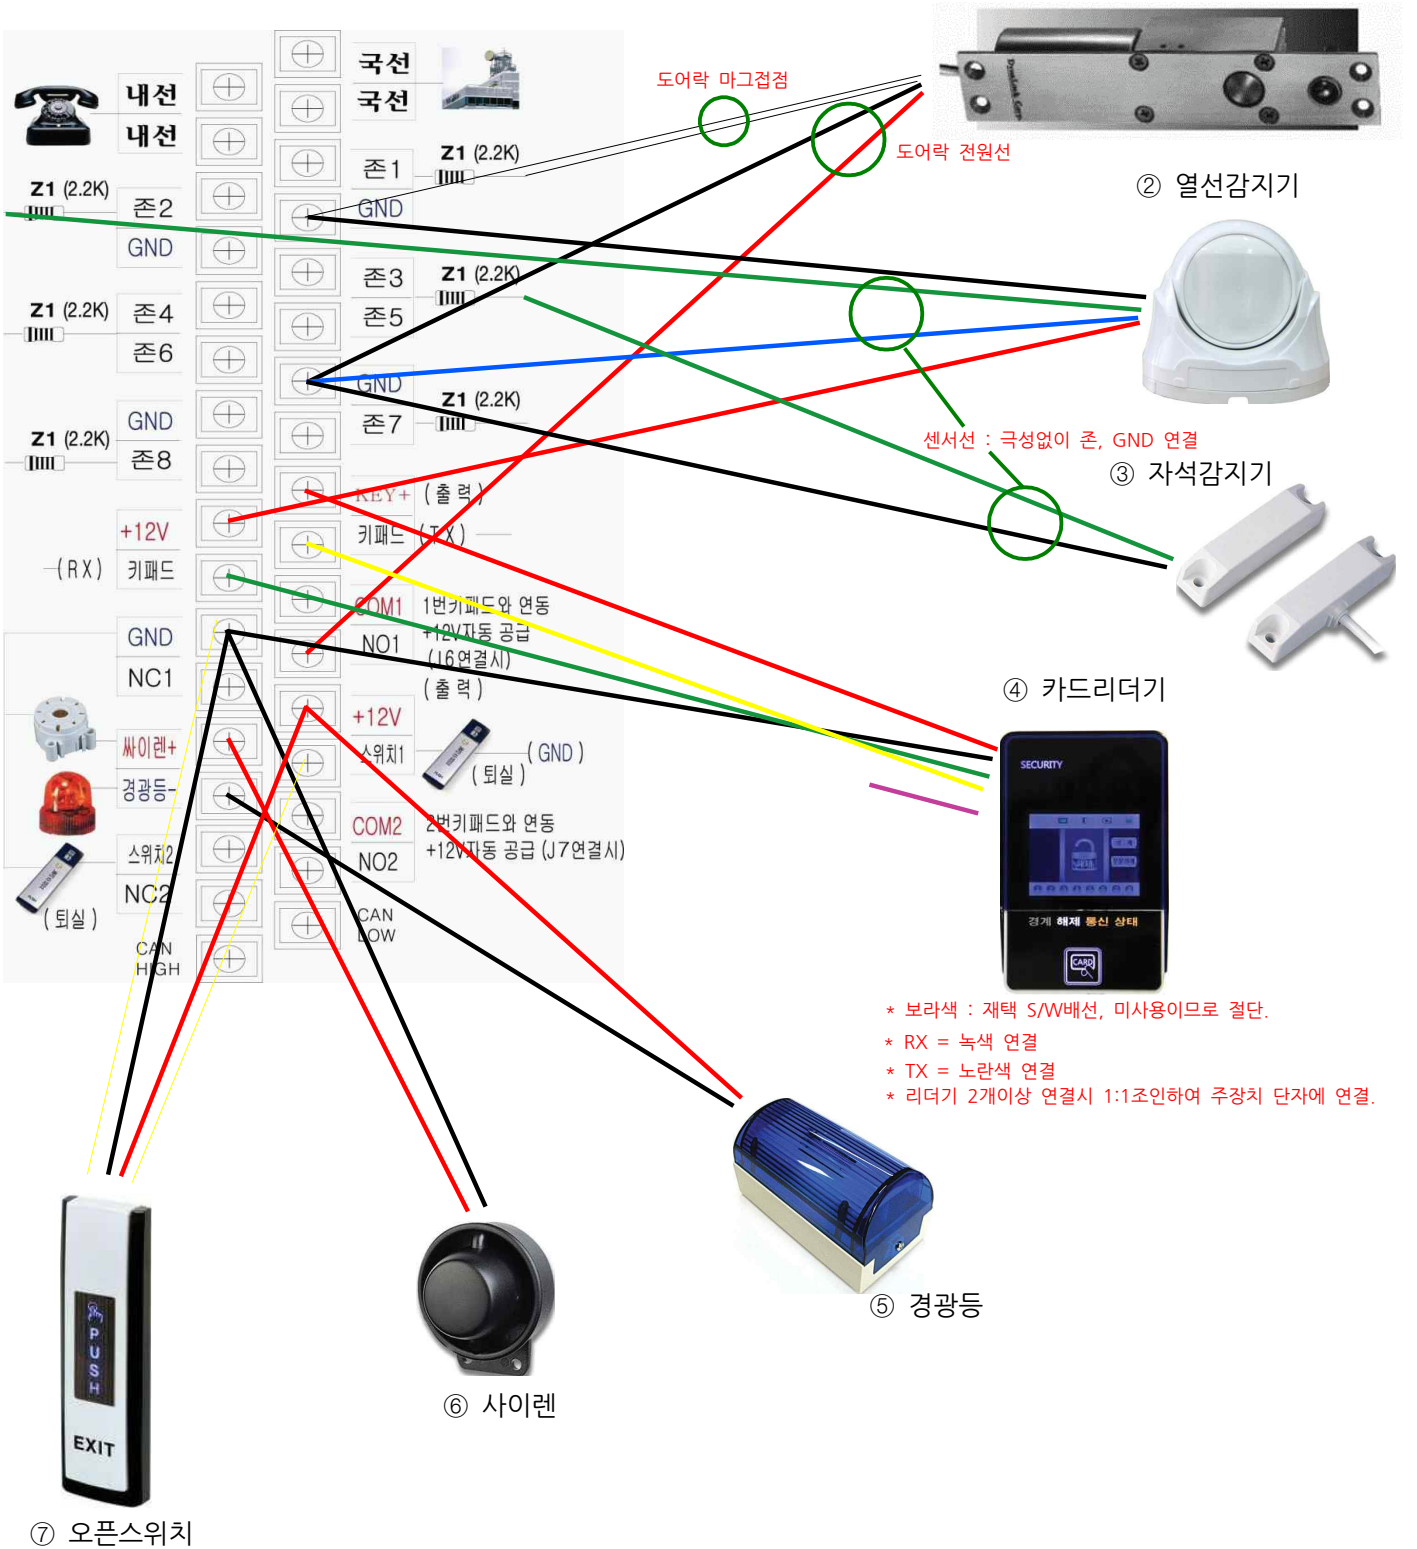 국선
내선
국선
내선
도어락 마그접점
Z1 (2.2K)
존1
도어락 전원선
② 열선감지기
Z1 (2.2K)
존2
GND
GND
존3
Z1 (2.2K)
Z1 (2.2K)
존4
존5
존6
GND
Z1 (2.2K)
GND
존7
Z1 (2.2K)
존8
센서선 : 극성없이 존, GND 연결
③ 자석감지기
KEY+ (출력)
+12V
키패드 (TX)
(RX) 키패드
COM1 1번키패드와 연동
GND
NO1 +12V자동 공급
(J6연결시)
NC1
(출력)
④ 카드리더기
+12V
싸이렌+
스위치1 (GND)
(퇴실)
SECURITY
경광등-
COM2 2번키패드와 연동
스위치2
NO2 +12V자동 공급 (J7연결시)
NC2
(퇴실)
CAN
LOW
CAN
HIGH
경계 해제 통신 상태
CARD
* 보라색 : 재택 S/W배선, 미사용이므로 절단.
* RX = 녹색 연결
* TX = 노란색 연결
* 리더기 2개이상 연결시 1:1조인하여 주장치 단자에 연결.
PUSH
EXIT
⑤ 경광등
⑥ 사이렌
⑦ 오픈스위치